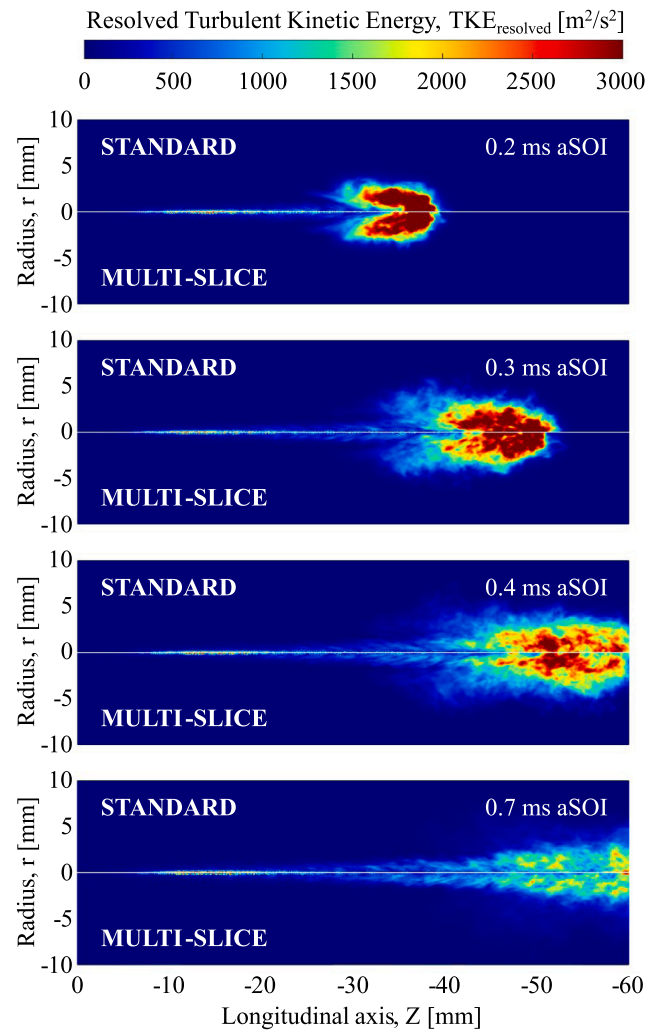 Resolved Turbulent Kinetic Energy, TKEresolved [m²/s²]
0 500 1000 1500 2000 2500 3000
10
STANDARD 0.2 ms aSOI
5
Radius, r [mm]
0
-5
MULTI-SLICE
-10
10
STANDARD 0.3 ms aSOI
5
Radius, r [mm]
0
-5
MULTI-SLICE
-10
10
STANDARD 0.4 ms aSOI
5
Radius, r [mm]
0
-5
MULTI-SLICE
-10
10
STANDARD 0.7 ms aSOI
5
Radius, r [mm]
0
-5
MULTI-SLICE
-10
0 -10 -20 -30 -40 -50 -60
Longitudinal axis, Z [mm]